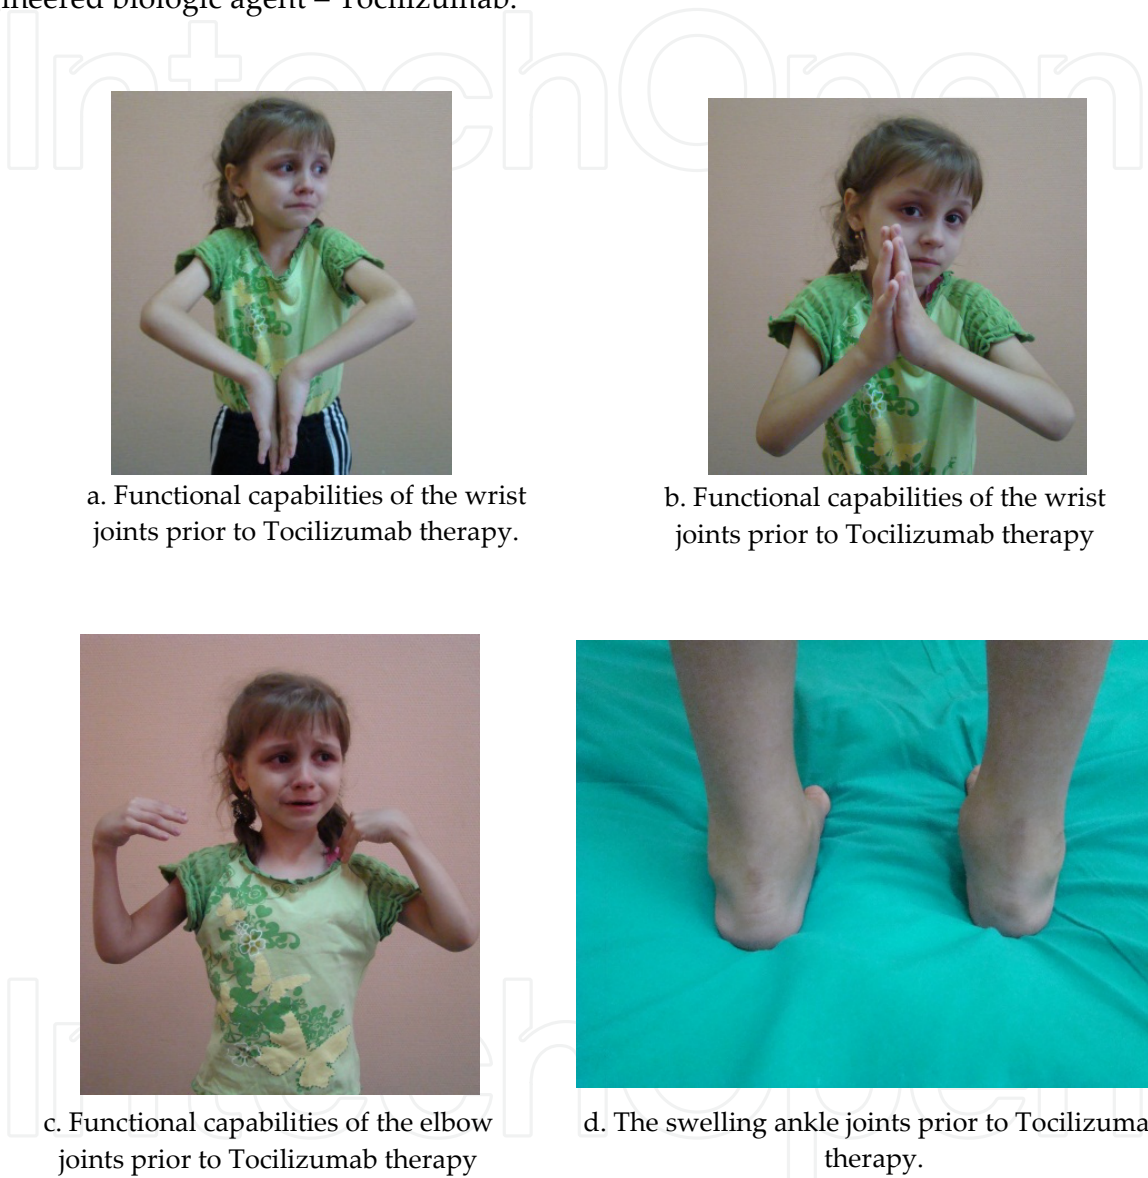 ineered biologic agent – Tocilizumab.
IntechOpen
a. Functional capabilities of the wrist
joints prior to Tocilizumab therapy.
b. Functional capabilities of the wrist
joints prior to Tocilizumab therapy
c. Functional capabilities of the elbow
joints prior to Tocilizumab therapy
d. The swelling ankle joints prior to Tocilizuma
therapy.
IntechOpen